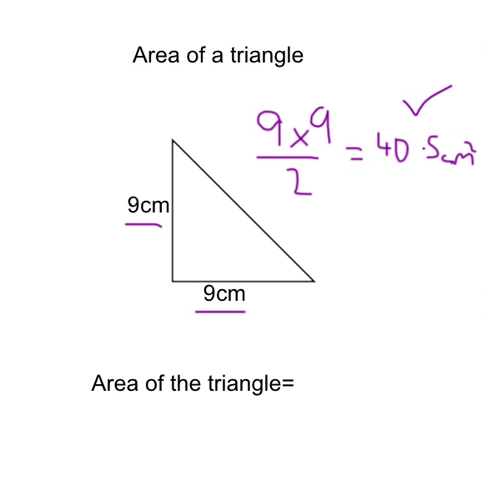 Area of a triangle
9x9
2
= 40.5cm²
9cm
9cm
Area of the triangle=